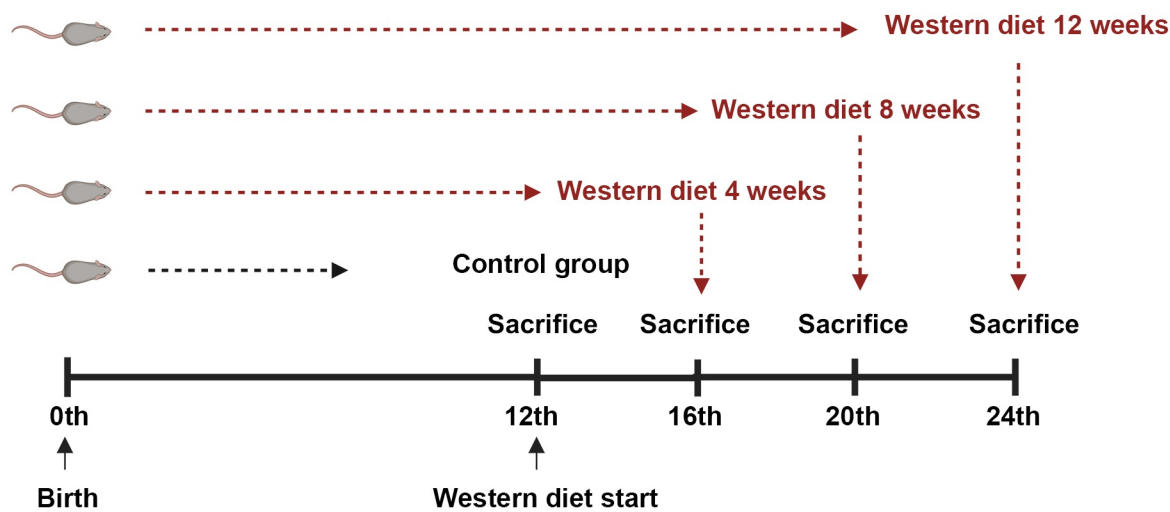 Western diet 12 weeks
Western diet 8 weeks
Western diet 4 weeks
Control group
Sacrifice Sacrifice Sacrifice Sacrifice
0th 12th 16th 20th 24th
Birth Western diet start